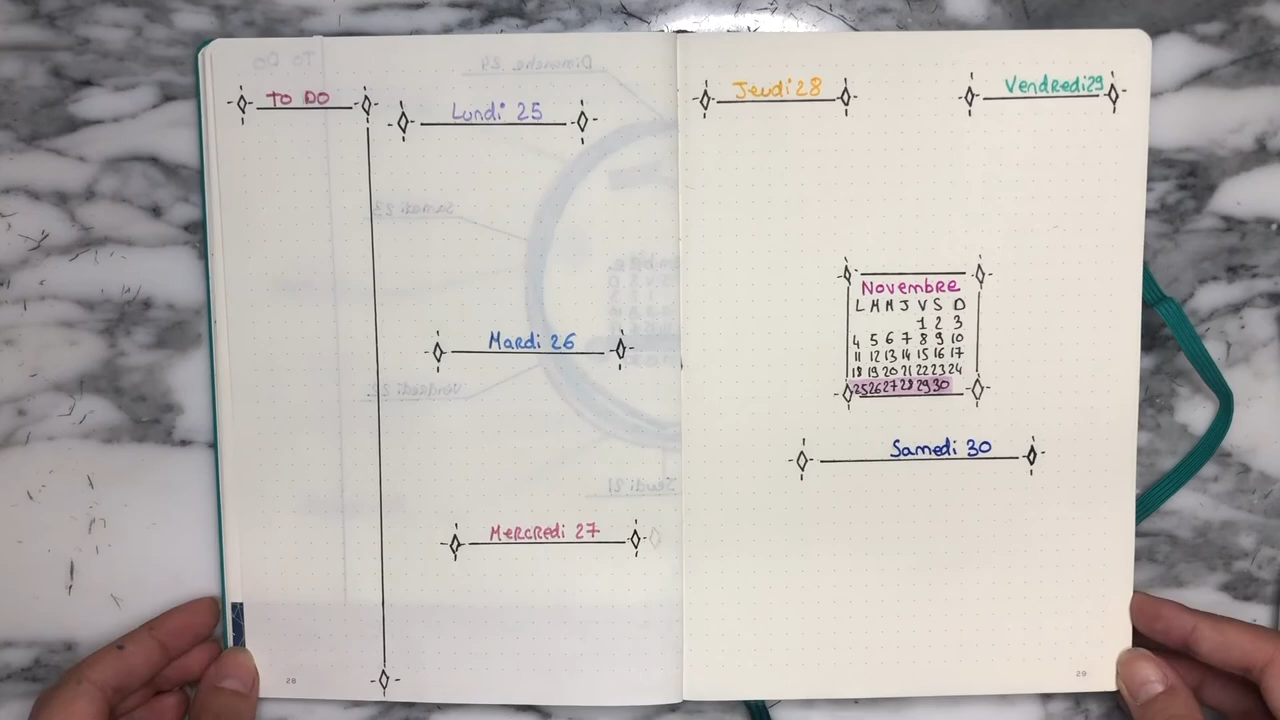 TO DO
Lundi 25
Mardi 26
Mercredi 27
28
Jeudi 28
Vendredi 29
Novembre
L M M J V S D
1 2 3
4 5 6 7 8 9 10
11 12 13 14 15 16 17
18 19 20 21 22 23 24
25 26 27 28 29 30
Samedi 30
29